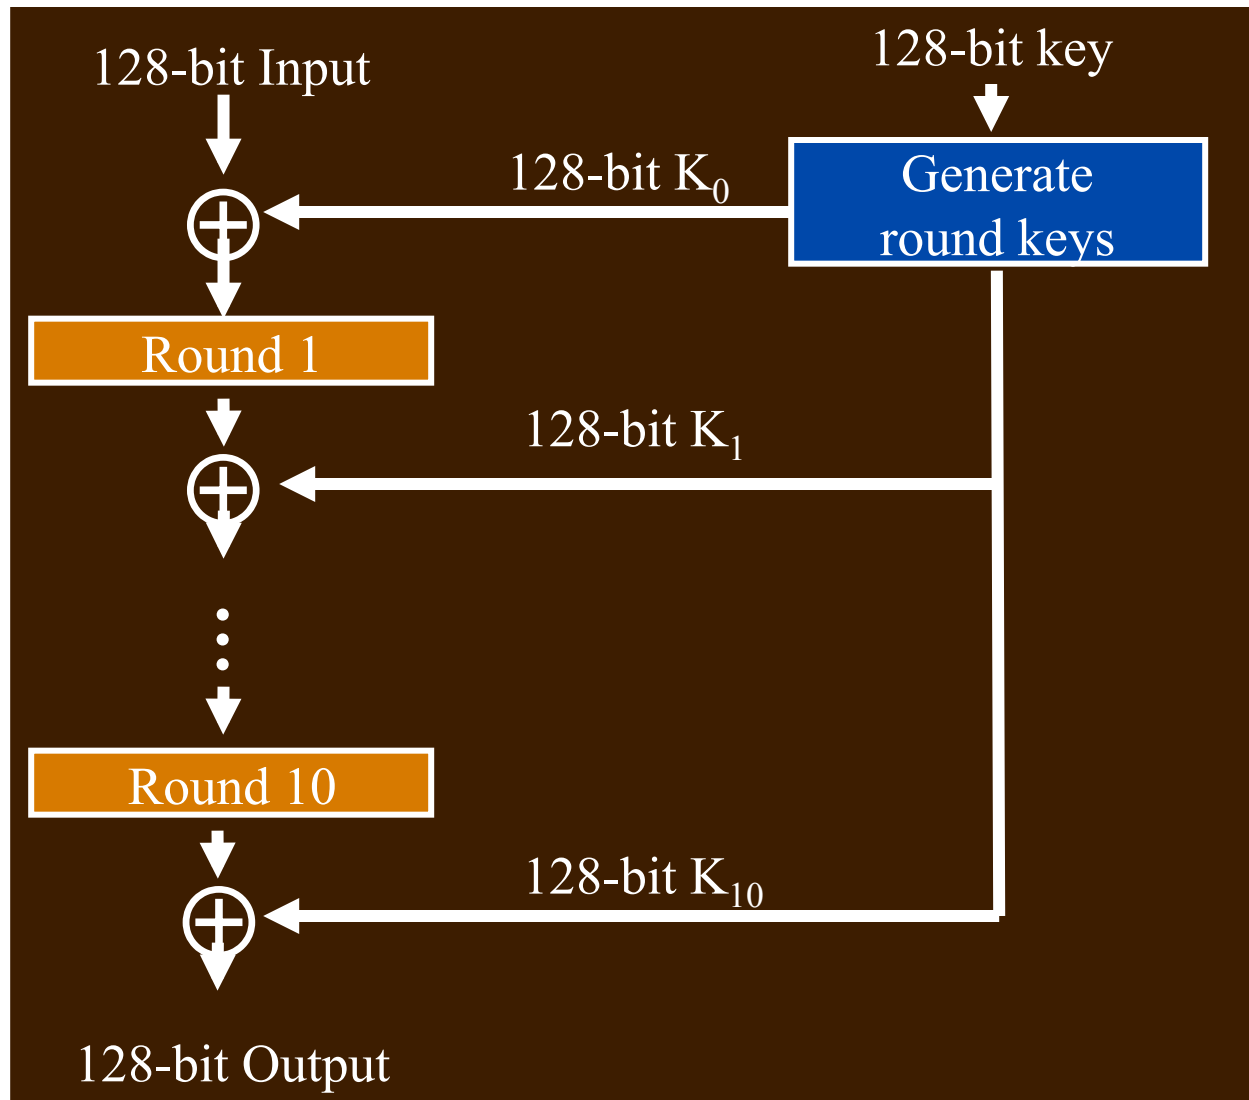 128-bit Input
128-bit key
128-bit K₀
Generate
round keys
Round 1
128-bit K₁
Round 10
128-bit K₁₀
128-bit Output